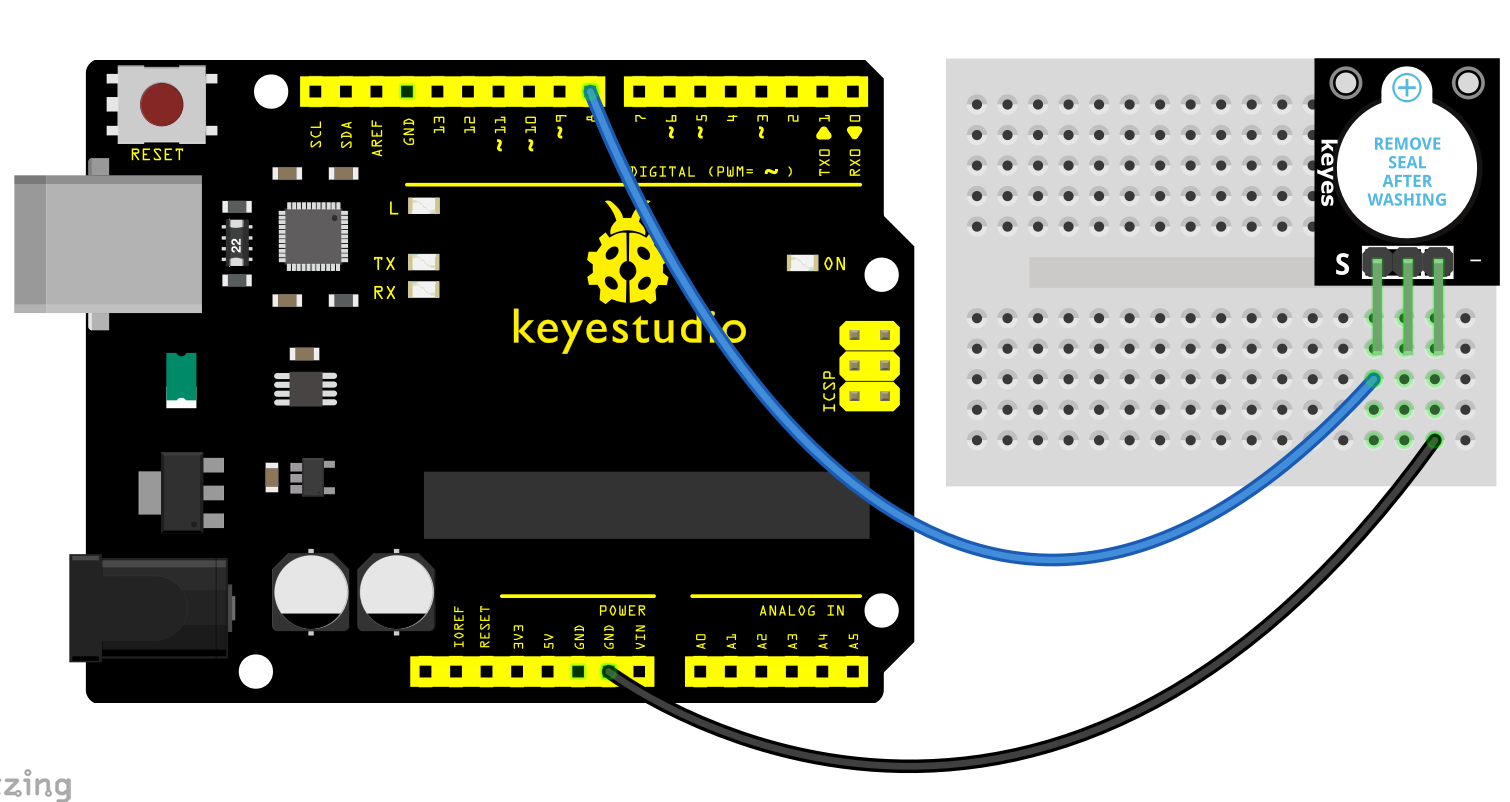 RESET
SCL
SDA
AREF
GND
13
12
~11
~10
~9
7
~6
~5
4
~3
2
TX0 1
RX0 0
DIGITAL (PWM= ~ )
L
TX
RX
22
ON
keyestudio
ICSP
POWER
ANALOG IN
IOREF
RESET
3V3
5V
GND
GND
VIN
A0
A1
A2
A3
A4
A5
REMOVE
SEAL
AFTER
WASHING
keyes
S
−
zing